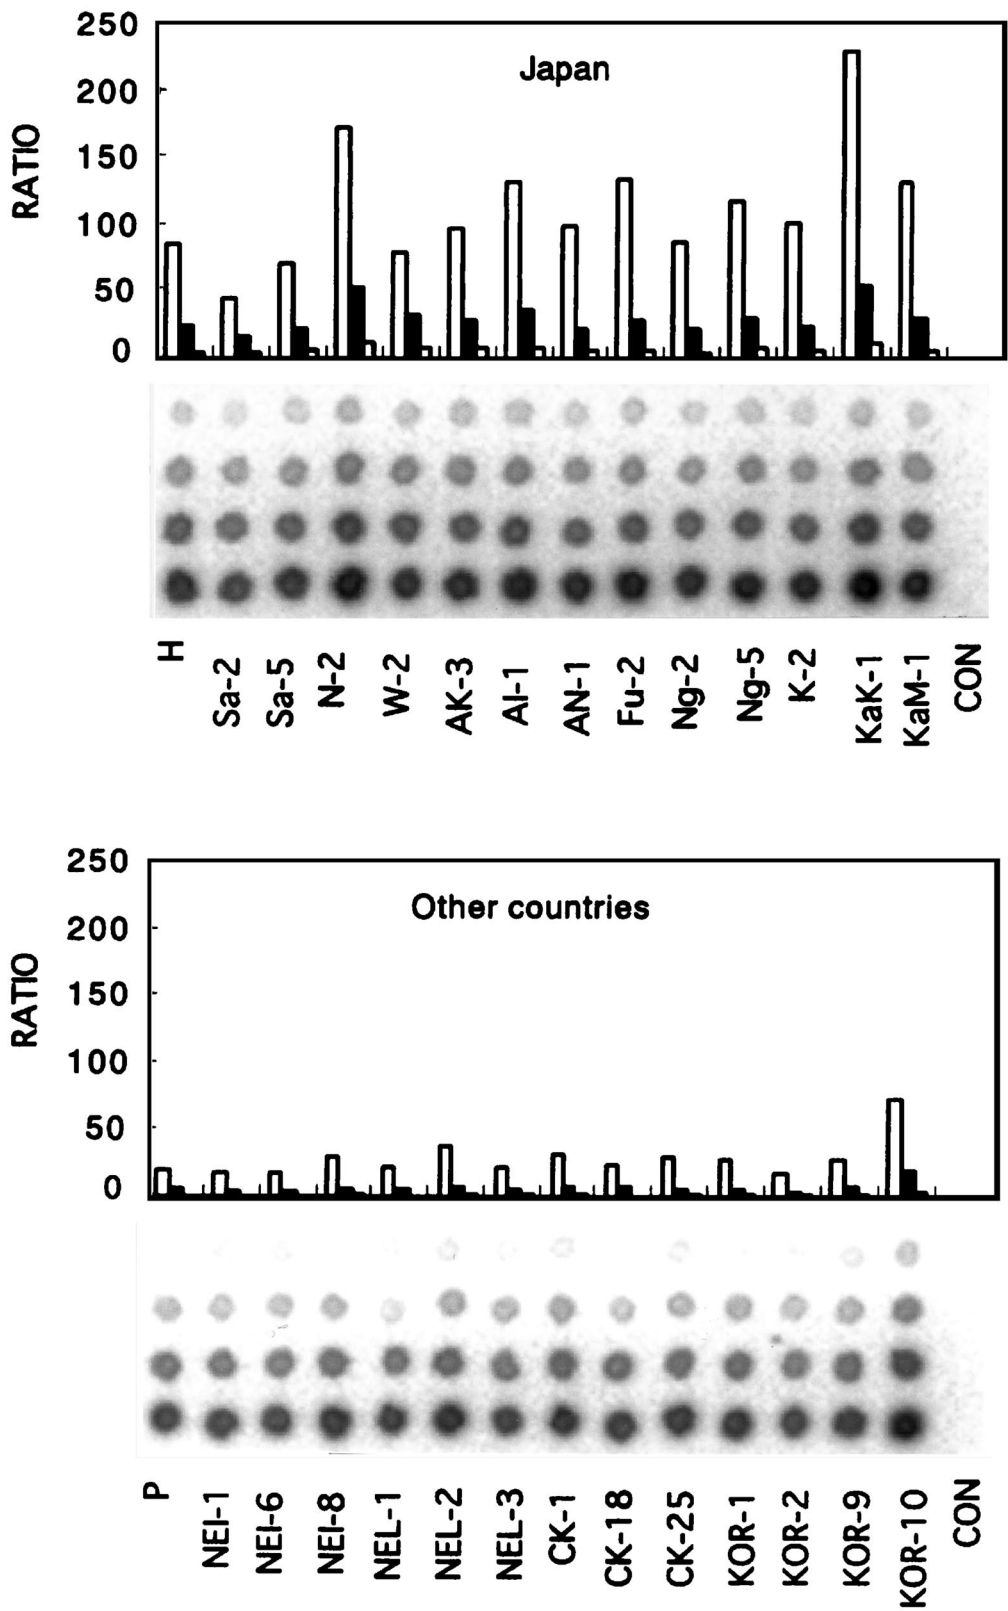 250
200
150
100
50
0
RATIO
Japan
H
Sa-2
Sa-5
N-2
W-2
AK-3
AI-1
AN-1
Fu-2
Ng-2
Ng-5
K-2
KaK-1
KaM-1
CON
250
200
150
100
50
0
RATIO
Other countries
P
NEI-1
NEI-6
NEI-8
NEL-1
NEL-2
NEL-3
CK-1
CK-18
CK-25
KOR-1
KOR-2
KOR-9
KOR-10
CON